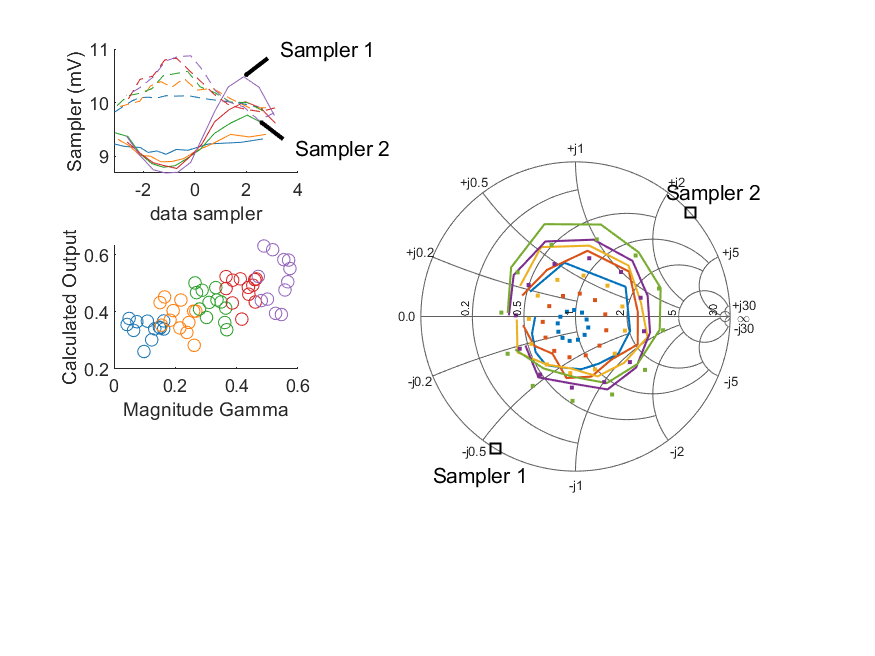 11
10
9
Sampler (mV)
-2
0
2
4
data sampler
Sampler 1
Sampler 2
0.6
0.4
0.2
Calculated Output
0
0.2
0.4
0.6
Magnitude Gamma
+j1
+j0.5
+j2
Sampler 2
+j0.2
+j5
0.0
0.2
0.5
1
2
5
30
+j30
∞
-j30
-j0.2
-j5
-j0.5
-j2
Sampler 1
-j1